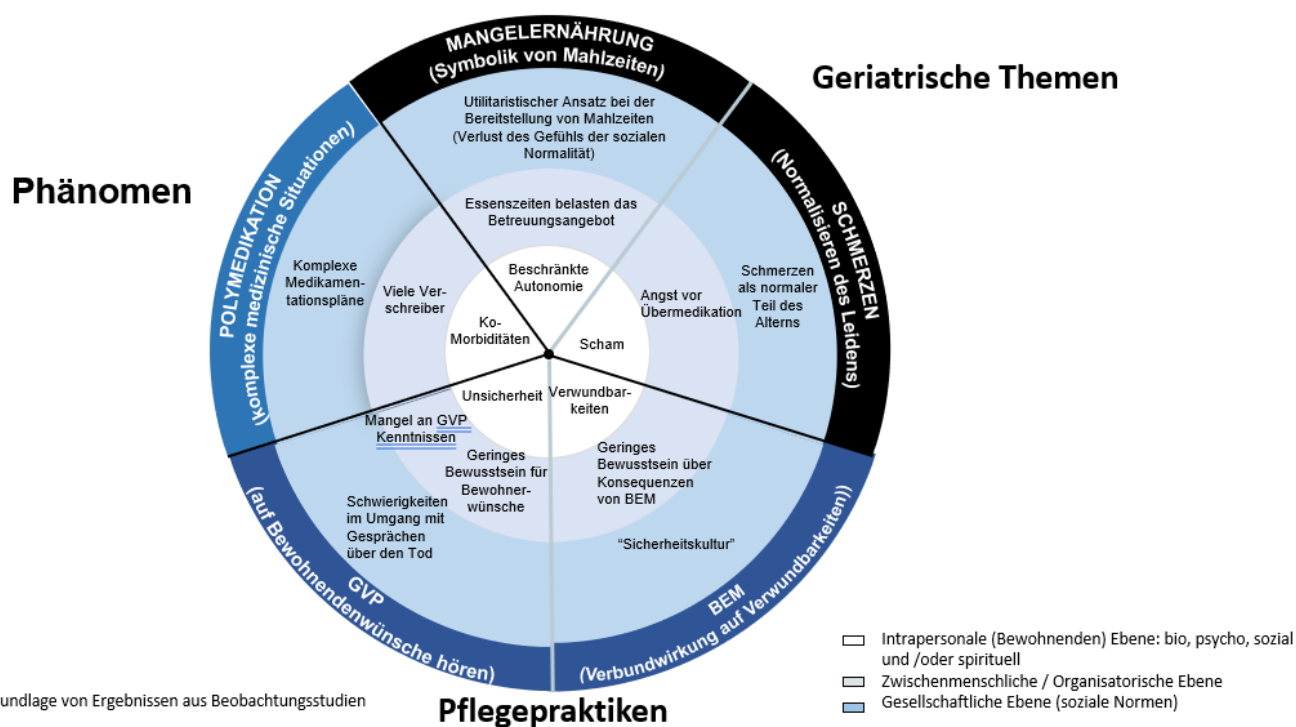 MANGELERNÄHRUNG
(Symbolik von Mahlzeiten)
Geriatrische Themen
Phänomen
Utilitaristischer Ansatz bei der
Bereitstellung von Mahlzeiten
(Verlust des Gefühls der sozialen
Normalität)
Essenszeiten belasten das
Betreuungsangebot
Beschränkte
Autonomie
POLYMEDIKATION
(komplexe medizinische Situationen)
Komplexe
Medikamen-
tationspläne
Viele Ver-
schreiber
Ko-
Morbiditäten
SCHMERZEN
(Normalisieren des Leidens)
Schmerzen
als normaler
Teil des
Alterns
Angst vor
Übermedikation
Scham
Unsicherheit
Mangel an GVP
Kenntnissen
Geringes
Bewusstsein für
Bewohner-
wünsche
Schwierigkeiten
im Umgang mit
Gesprächen
über den Tod
GVP
(auf Bewohnendenwünsche hören)
Verwundbar-
keiten
Geringes
Bewusstsein über
Konsequenzen
von BEM
“Sicherheitskultur”
BEM
(Verbundwirkung auf Verwundbarkeiten))
Pflegepraktiken
Intrapersonale (Bewohnenden) Ebene: bio, psycho, sozial
und /oder spirituell
Zwischenmenschliche / Organisatorische Ebene
Gesellschaftliche Ebene (soziale Normen)
von Ergebnissen aus Beobachtungsstudien